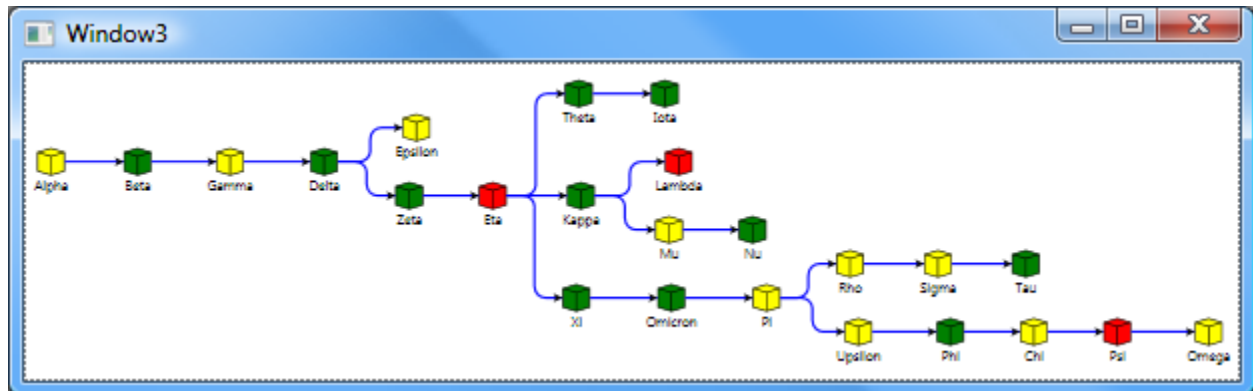 Window3
Theta
Iota
Epsilon
Alpha
Beta
Gamma
Delta
Lambda
Zeta
Eta
Kappa
Mu
Nu
Rho
Sigma
Tau
Xi
Omicron
Pi
Upsilon
Phi
Chi
Psi
Omega